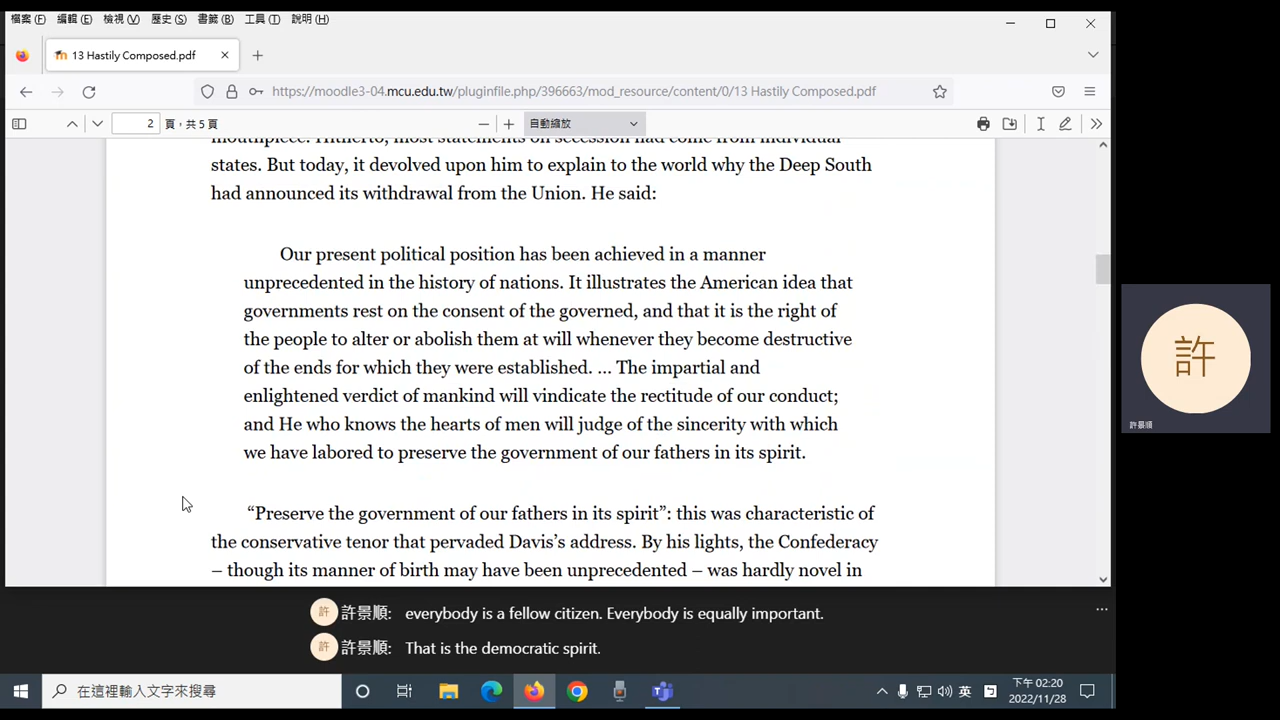 檔案(F) 編輯(E) 檢視(V) 歷史(S) 書籤(B) 工具(T) 說明(H)
13 Hastily Composed.pdf
https://moodle3-04.mcu.edu.tw/pluginfile.php/396663/mod_resource/content/0/13 Hastily Composed.pdf
2 頁，共 5 頁 自動縮放
mouthpiece. Hitherto, most statements on secession had come from individual
states. But today, it devolved upon him to explain to the world why the Deep South
had announced its withdrawal from the Union. He said:
Our present political position has been achieved in a manner
unprecedented in the history of nations. It illustrates the American idea that
governments rest on the consent of the governed, and that it is the right of
the people to alter or abolish them at will whenever they become destructive
of the ends for which they were established. ... The impartial and
enlightened verdict of mankind will vindicate the rectitude of our conduct;
and He who knows the hearts of men will judge of the sincerity with which
we have labored to preserve the government of our fathers in its spirit.
“Preserve the government of our fathers in its spirit”: this was characteristic of
the conservative tenor that pervaded Davis’s address. By his lights, the Confederacy
– though its manner of birth may have been unprecedented – was hardly novel in
許
許景順
許 許景順: everybody is a fellow citizen. Everybody is equally important.
許 許景順: That is the democratic spirit.
在這裡輸入文字來搜尋
英
下午 02:20
2022/11/28